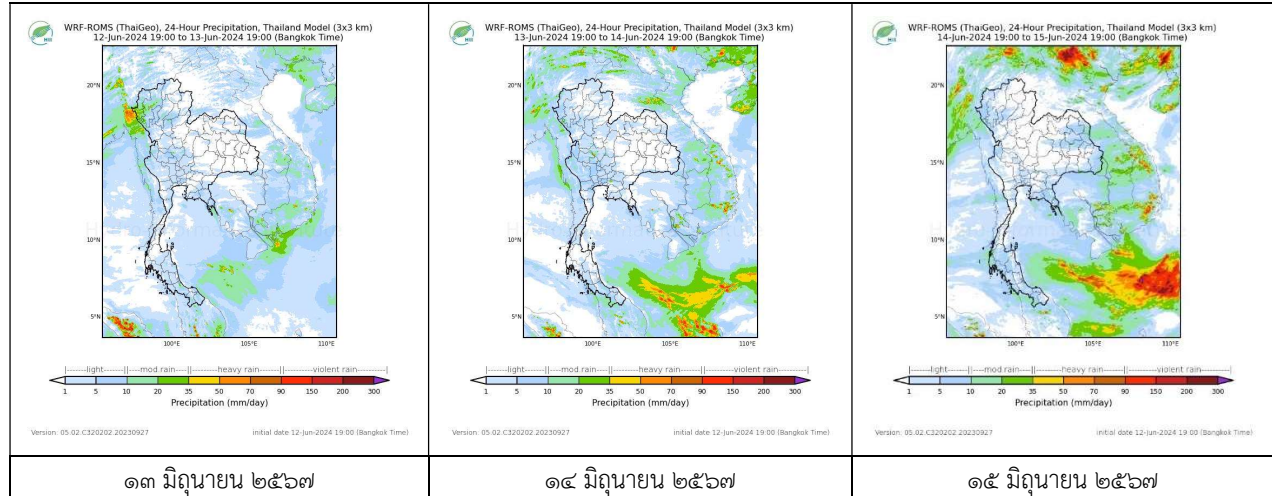 HII
WRF-ROMS (ThaiGeo), 24-Hour Precipitation, Thailand Model (3x3 km)
12-Jun-2024 19:00 to 13-Jun-2024 19:00 (Bangkok Time)
20°N
15°N
10°N
5°N
100°E
105°E
110°E
|--------light--------||---mod rain---||--------heavy rain--------||--------violent rain--------|
1 5 10 20 35 50 70 90 150 200 300
Precipitation (mm/day)
Version: 05.02.C320202.20230927 initial date 12-Jun-2024 19:00 (Bangkok Time)
๑๓ มิถุนายน ๒๕๖๗
HII
WRF-ROMS (ThaiGeo), 24-Hour Precipitation, Thailand Model (3x3 km)
13-Jun-2024 19:00 to 14-Jun-2024 19:00 (Bangkok Time)
20°N
15°N
10°N
5°N
100°E
105°E
110°E
|--------light--------||---mod rain---||--------heavy rain--------||--------violent rain--------|
1 5 10 20 35 50 70 90 150 200 300
Precipitation (mm/day)
Version: 05.02.C320202.20230927 initial date 12-Jun-2024 19:00 (Bangkok Time)
๑๔ มิถุนายน ๒๕๖๗
HII
WRF-ROMS (ThaiGeo), 24-Hour Precipitation, Thailand Model (3x3 km)
14-Jun-2024 19:00 to 15-Jun-2024 19:00 (Bangkok Time)
20°N
15°N
10°N
5°N
100°E
105°E
110°E
|--------light--------||---mod rain---||--------heavy rain--------||--------violent rain--------|
1 5 10 20 35 50 70 90 150 200 300
Precipitation (mm/day)
Version: 05.02.C320202.20230927 initial date 12-Jun-2024 19:00 (Bangkok Time)
๑๕ มิถุนายน ๒๕๖๗